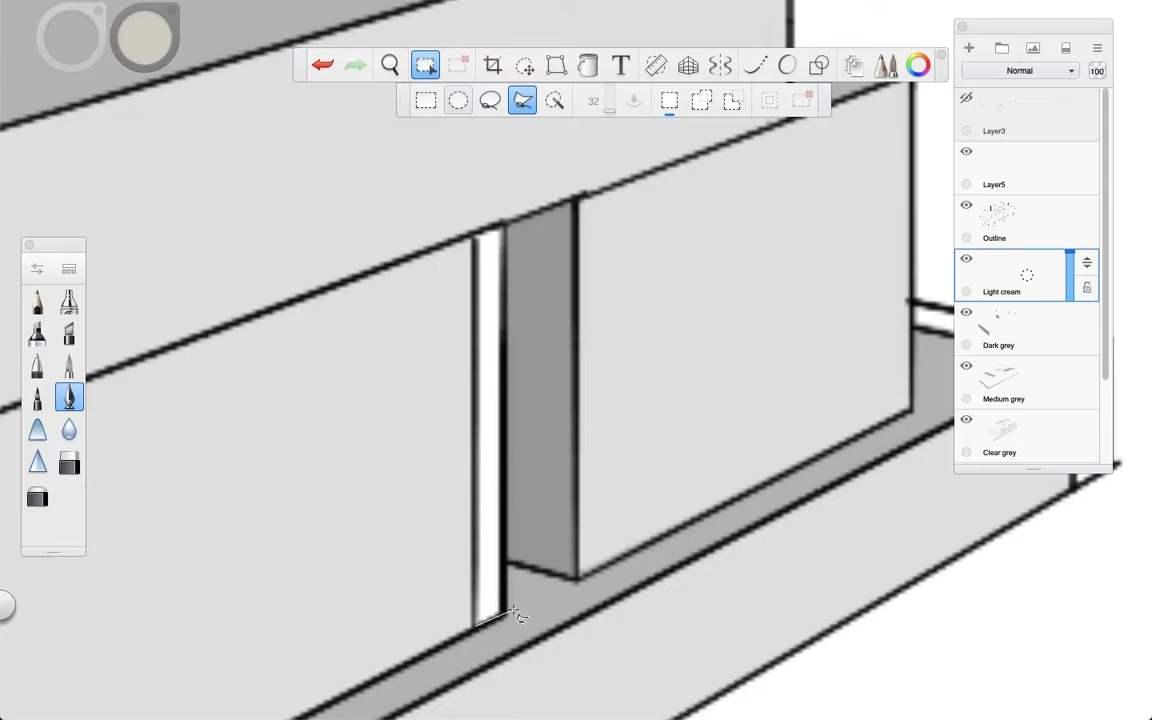 T
32
Normal
100
Layer3
Layer5
Outline
Light cream
Dark grey
Medium grey
Clear grey